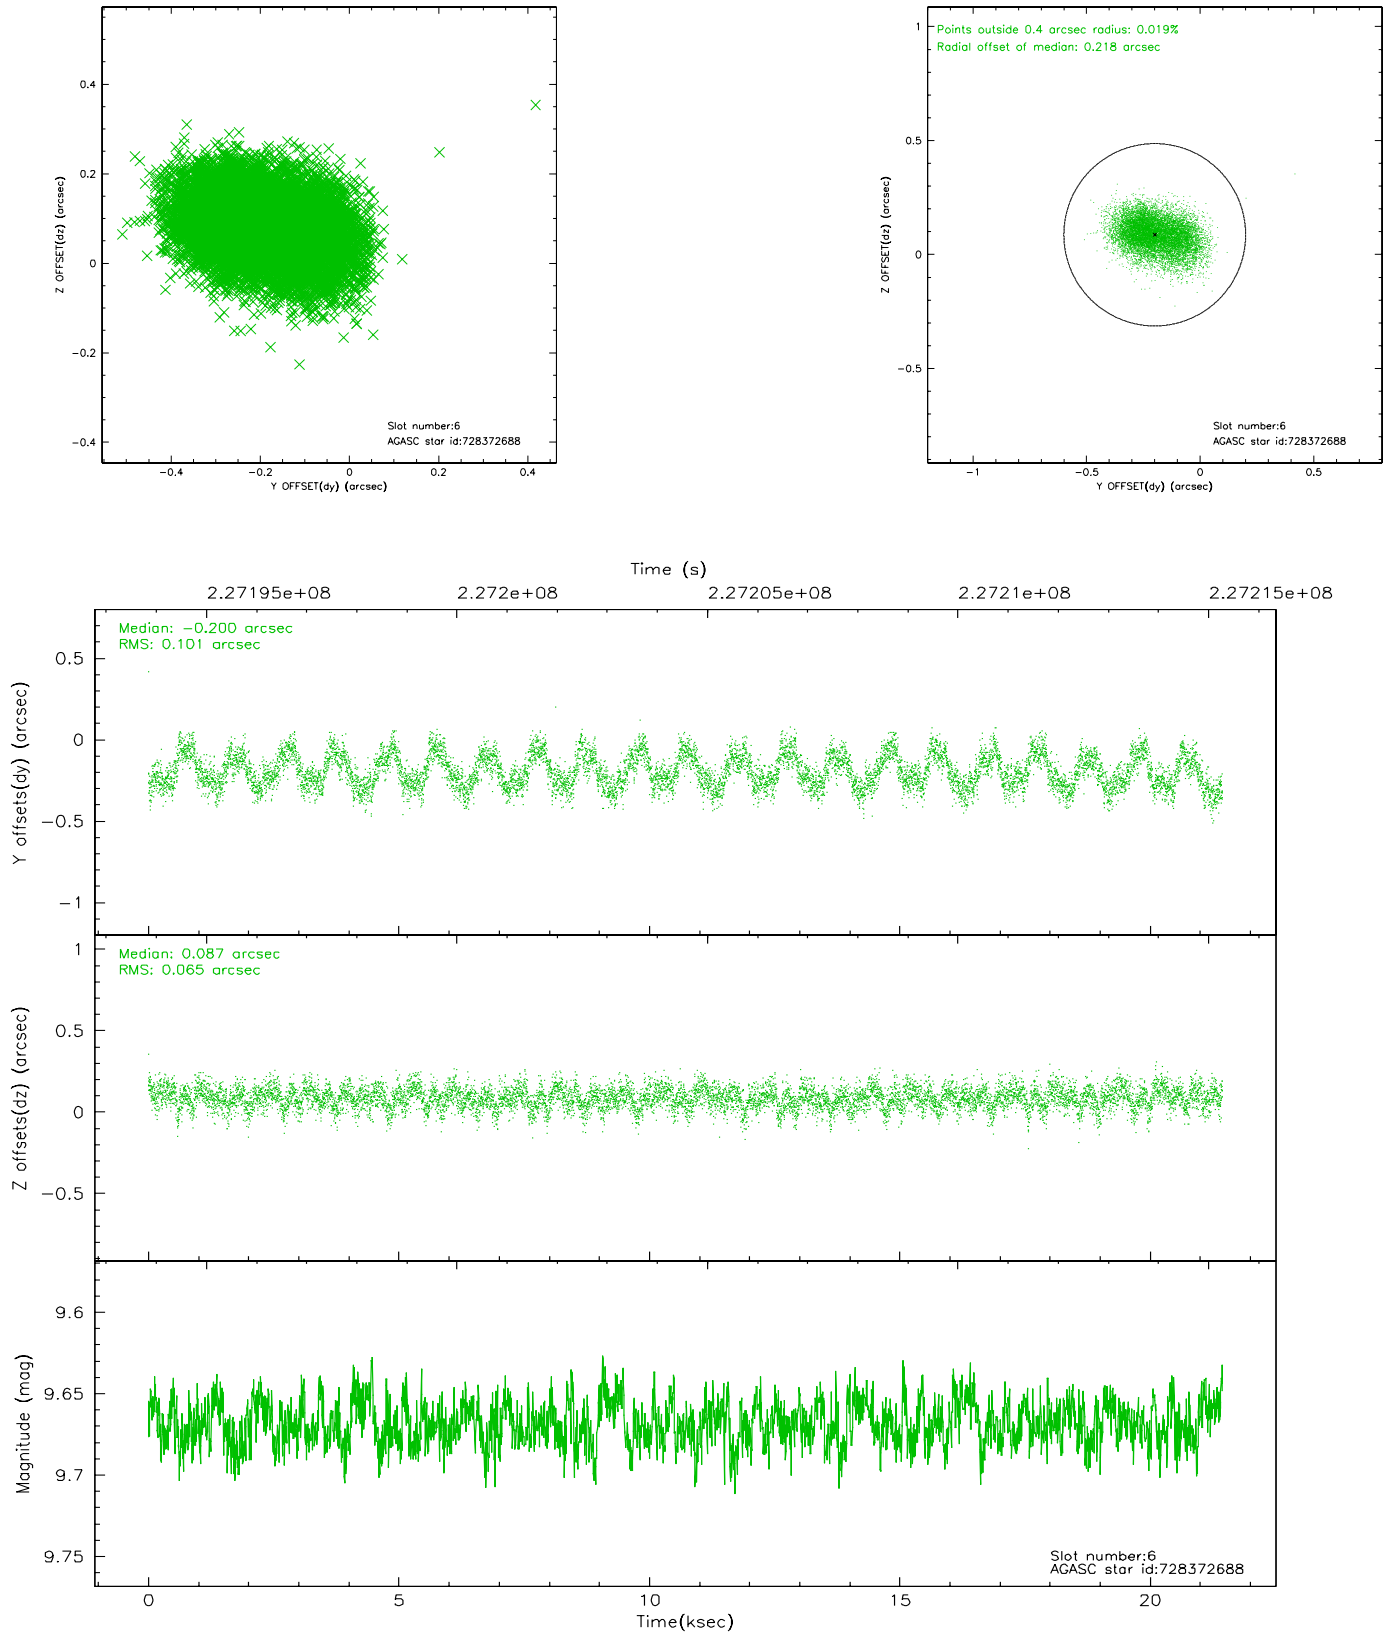 0.4
0.2
0
−0.2
−0.4
−0.4
−0.2
0
0.2
0.4
Z OFFSET(dz) (arcsec)
Y OFFSET(dy) (arcsec)
Slot number:6
AGASC star id:728372688
Points outside 0.4 arcsec radius: 0.019%
Radial offset of median: 0.218 arcsec
1
0.5
0
−0.5
−1
−0.5
0
0.5
Z OFFSET(dz) (arcsec)
Y OFFSET(dy) (arcsec)
Slot number:6
AGASC star id:728372688
Time (s)
2.27195e+08
2.272e+08
2.27205e+08
2.2721e+08
2.27215e+08
Median: −0.200 arcsec
RMS: 0.101 arcsec
0.5
0
−0.5
−1
Y offsets(dy) (arcsec)
Median: 0.087 arcsec
RMS: 0.065 arcsec
1
0.5
0
−0.5
Z offsets(dz) (arcsec)
9.6
9.65
9.7
9.75
Magnitude (mag)
Slot number:6
AGASC star id:728372688
0
5
10
15
20
Time(ksec)